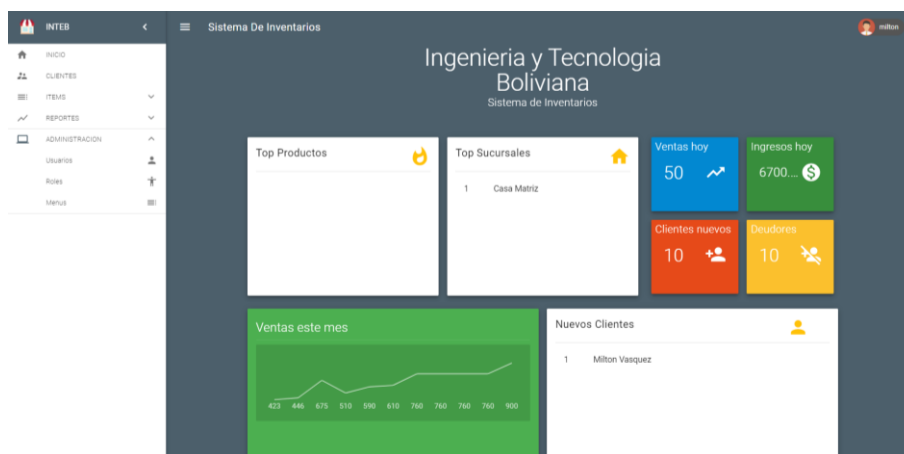 INTEB
Sistema De Inventarios
milton
INICIO
CLIENTES
ITEMS
REPORTES
ADMINISTRACION
Usuarios
Roles
Menus
Ingenieria y Tecnologia
Boliviana
Sistema de Inventarios
Top Productos
Top Sucursales
1 Casa Matriz
Ventas hoy
50
Ingresos hoy
6700....
Clientes nuevos
10
Deudores
10
Ventas este mes
423 446 675 510 590 610 760 760 760 760 900
Nuevos Clientes
1 Milton Vasquez